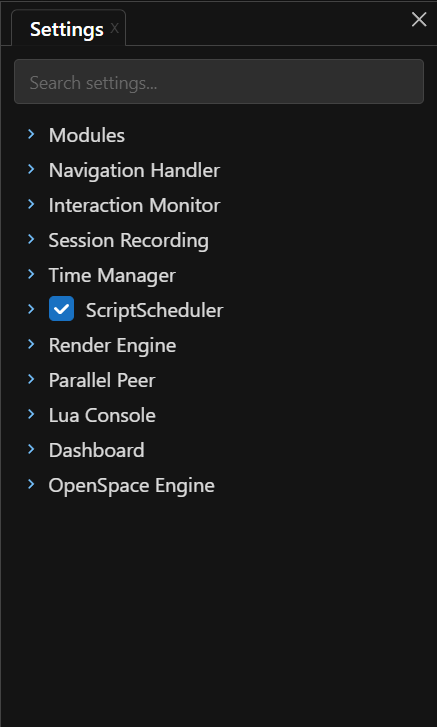 Settings X
Search settings...
Modules
Navigation Handler
Interaction Monitor
Session Recording
Time Manager
ScriptScheduler
Render Engine
Parallel Peer
Lua Console
Dashboard
OpenSpace Engine